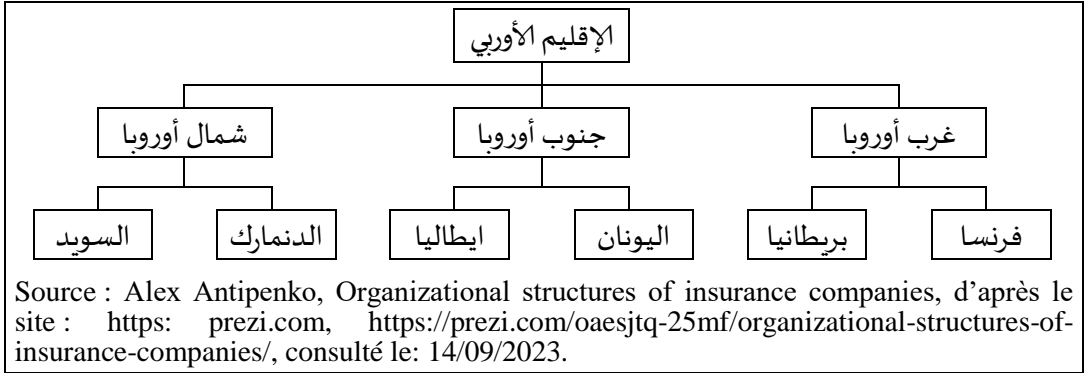 الإقليم الأوربي
غرب أوروبا
جنوب أوروبا
شمال أوروبا
فرنسا
بريطانيا
اليونان
ايطاليا
الدنمارك
السويد
Source : Alex Antipenko, Organizational structures of insurance companies, d’après le
site : https: prezi.com, https://prezi.com/oaesjtq-25mf/organizational-structures-of-
insurance-companies/, consulté le: 14/09/2023.